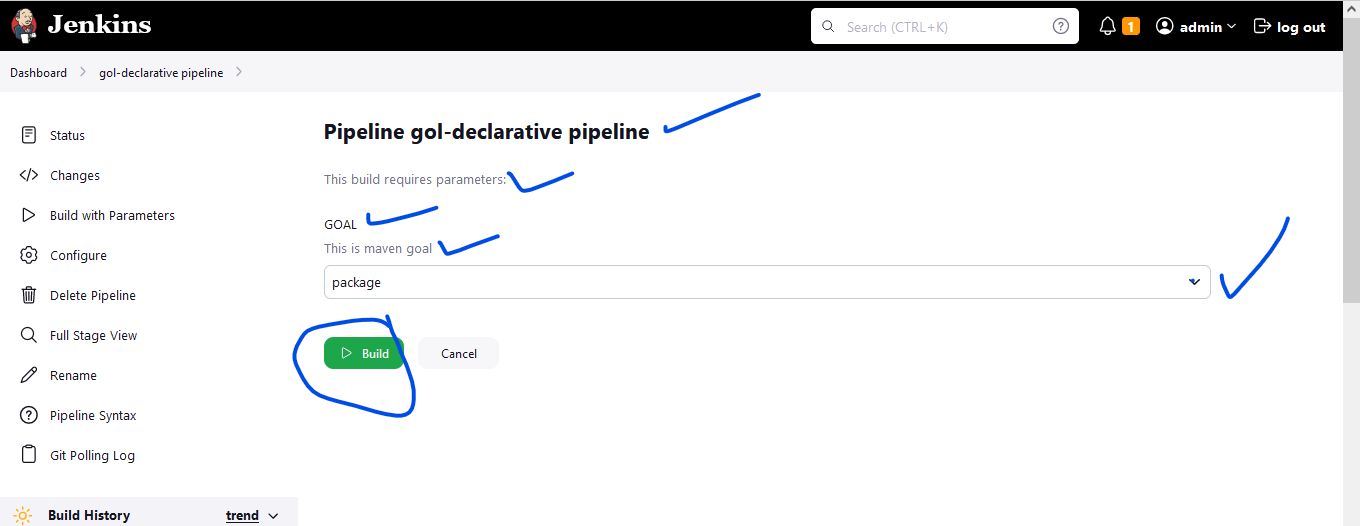 Jenkins
Search (CTRL+K)
1
admin
log out
Dashboard
gol-declarative pipeline
Status
Changes
Build with Parameters
Configure
Delete Pipeline
Full Stage View
Rename
Pipeline Syntax
Git Polling Log
Build History
trend
Pipeline gol-declarative pipeline
This build requires parameters:
GOAL
This is maven goal
package
Build
Cancel